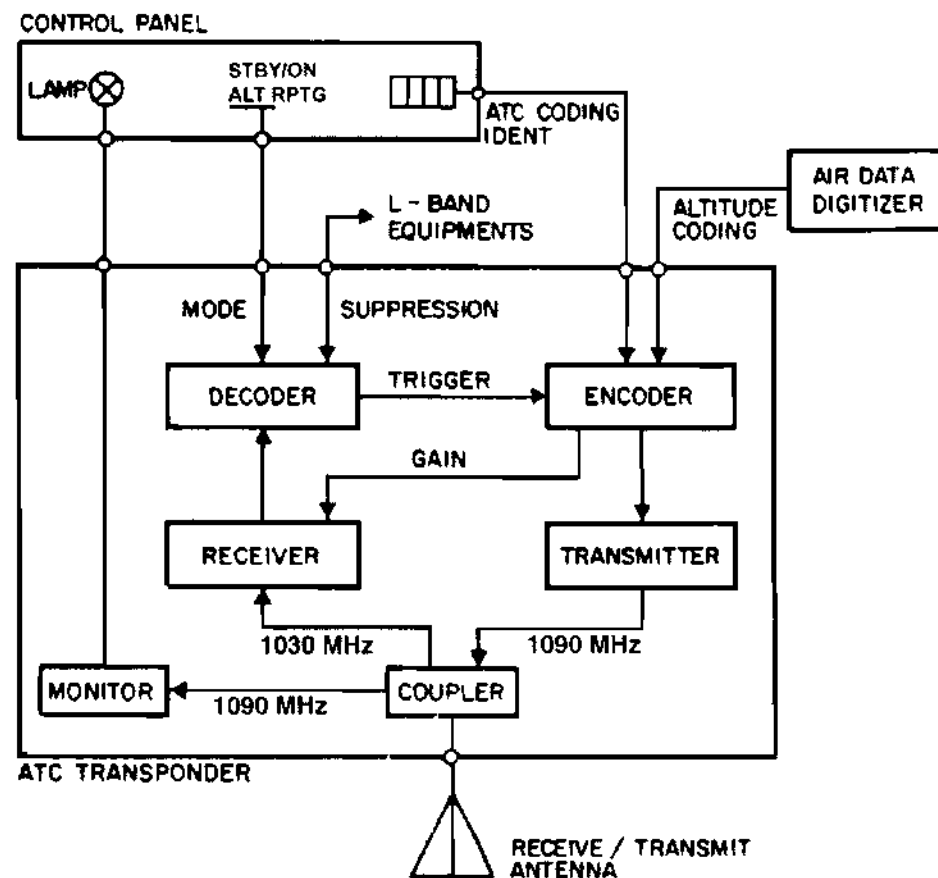 CONTROL PANEL
LAMP
STBY/ON
ALT RPTG
ATC CODING
IDENT
AIR DATA
DIGITIZER
L - BAND
EQUIPMENTS
ALTITUDE
CODING
MODE
SUPPRESSION
DECODER
TRIGGER
ENCODER
GAIN
RECEIVER
TRANSMITTER
1030 MHz
1090 MHz
MONITOR
1090 MHz
COUPLER
ATC TRANSPONDER
RECEIVE / TRANSMIT
ANTENNA